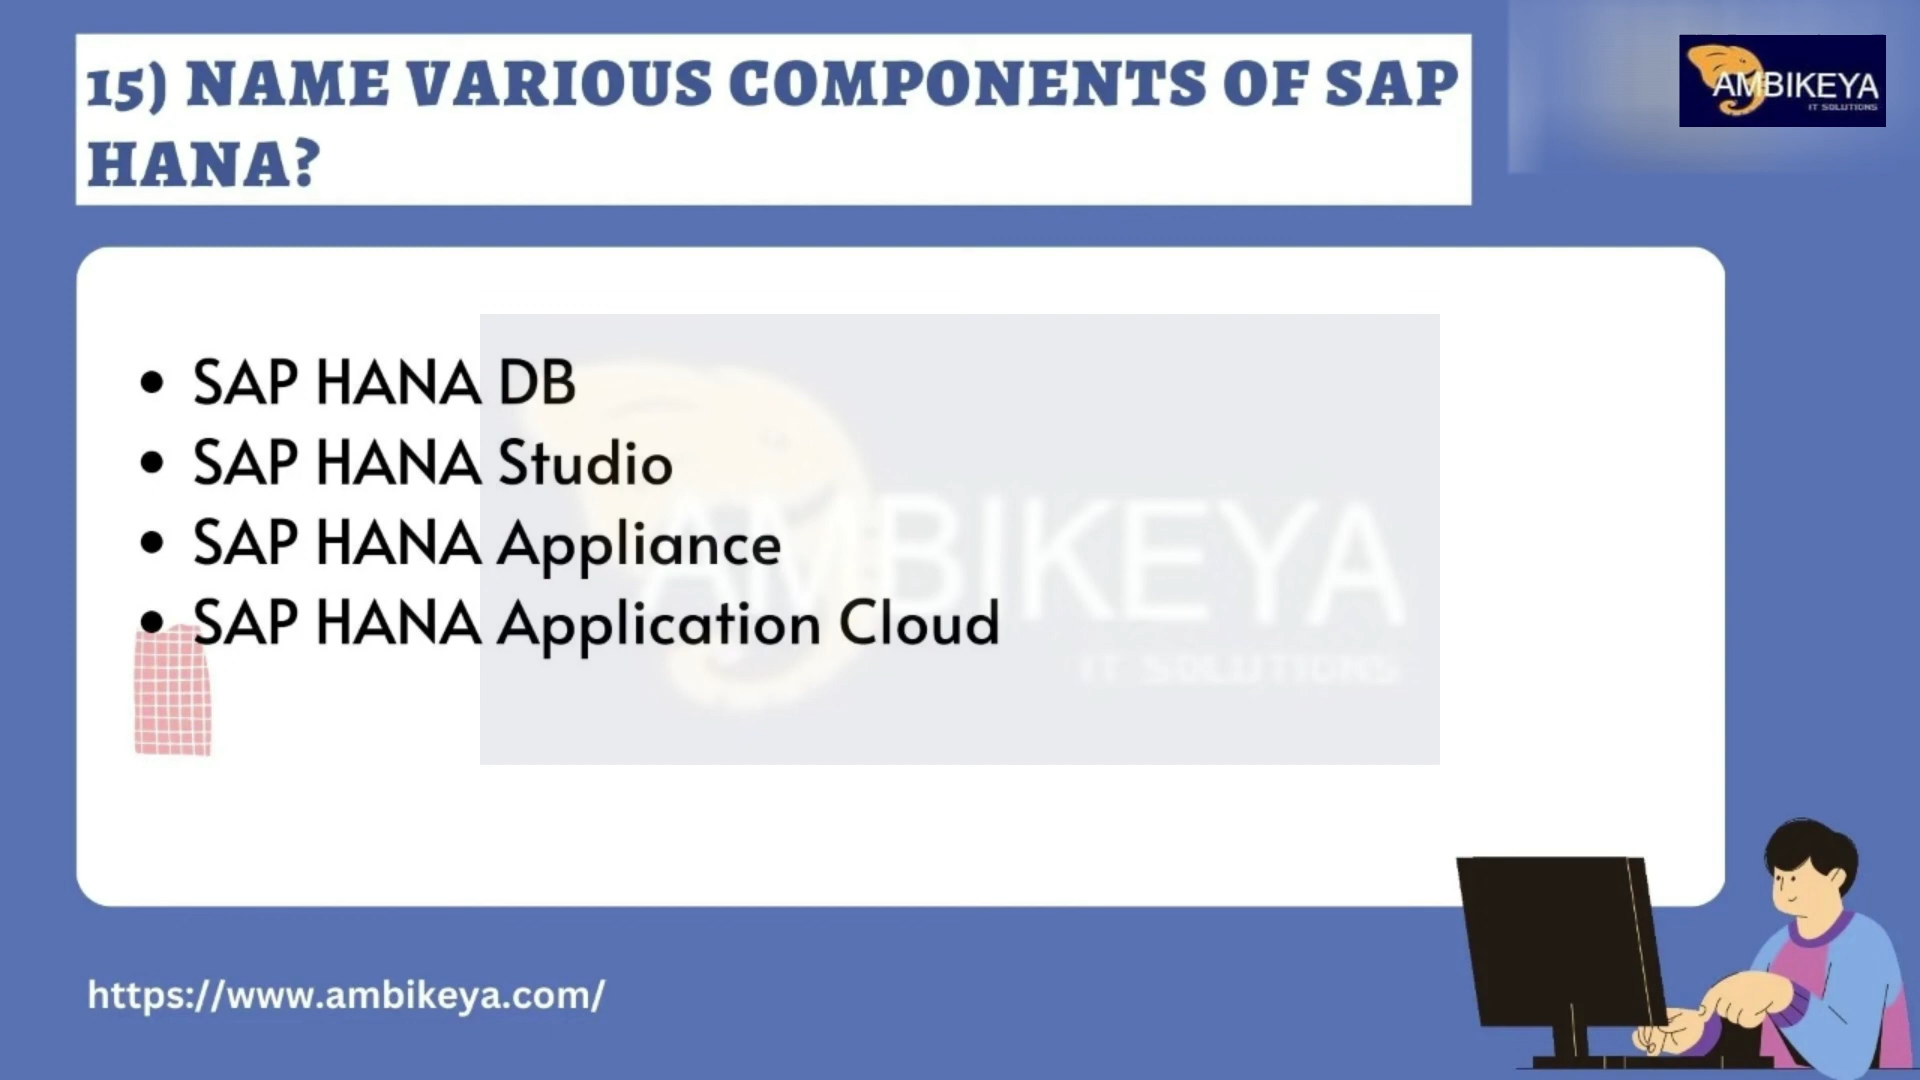 15) NAME VARIOUS COMPONENTS OF SAP
HANA?
AMBIKEYA
IT SOLUTIONS
• SAP HANA DB
• SAP HANA Studio
• SAP HANA Appliance
• SAP HANA Application Cloud
AMBIKEYA
IT SOLUTIONS
https://www.ambikeya.com/